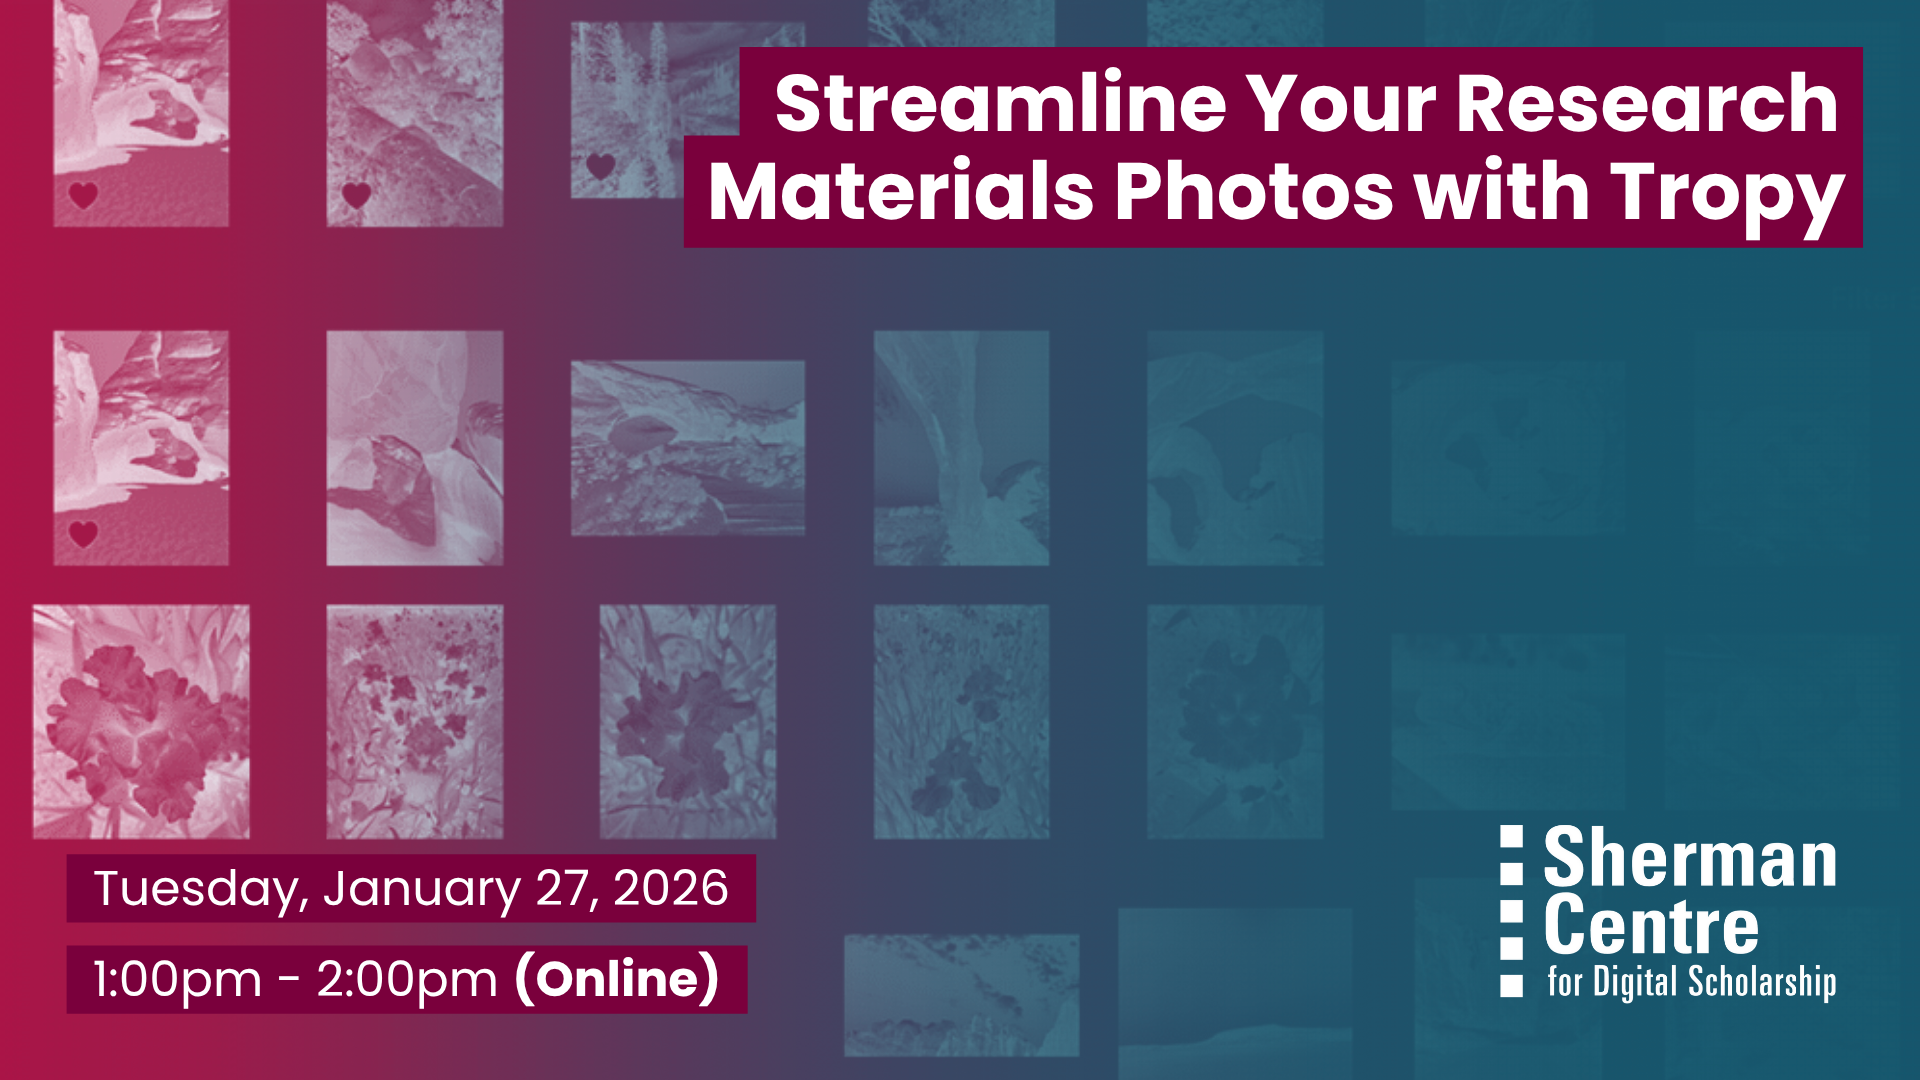 Streamline Your Research
Materials Photos with Tropy
Tuesday, January 27, 2026
1:00pm - 2:00pm (Online)
Sherman
Centre
for Digital Scholarship